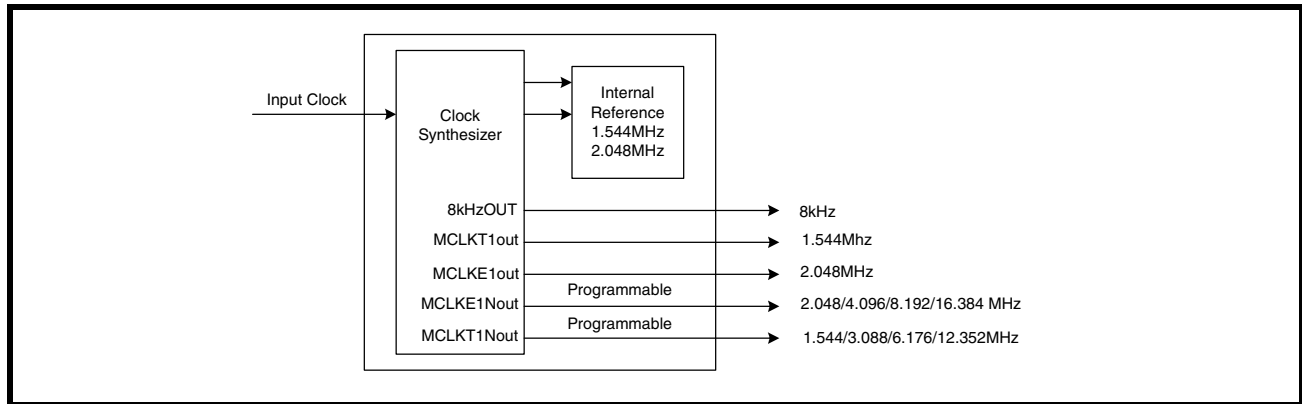 Input Clock
Clock
Synthesizer
Internal
Reference
1.544MHz
2.048MHz
8kHzOUT
8kHz
MCLKT1out
1.544Mhz
MCLKE1out
2.048MHz
Programmable
MCLKE1Nout
2.048/4.096/8.192/16.384 MHz
Programmable
MCLKT1Nout
1.544/3.088/6.176/12.352MHz